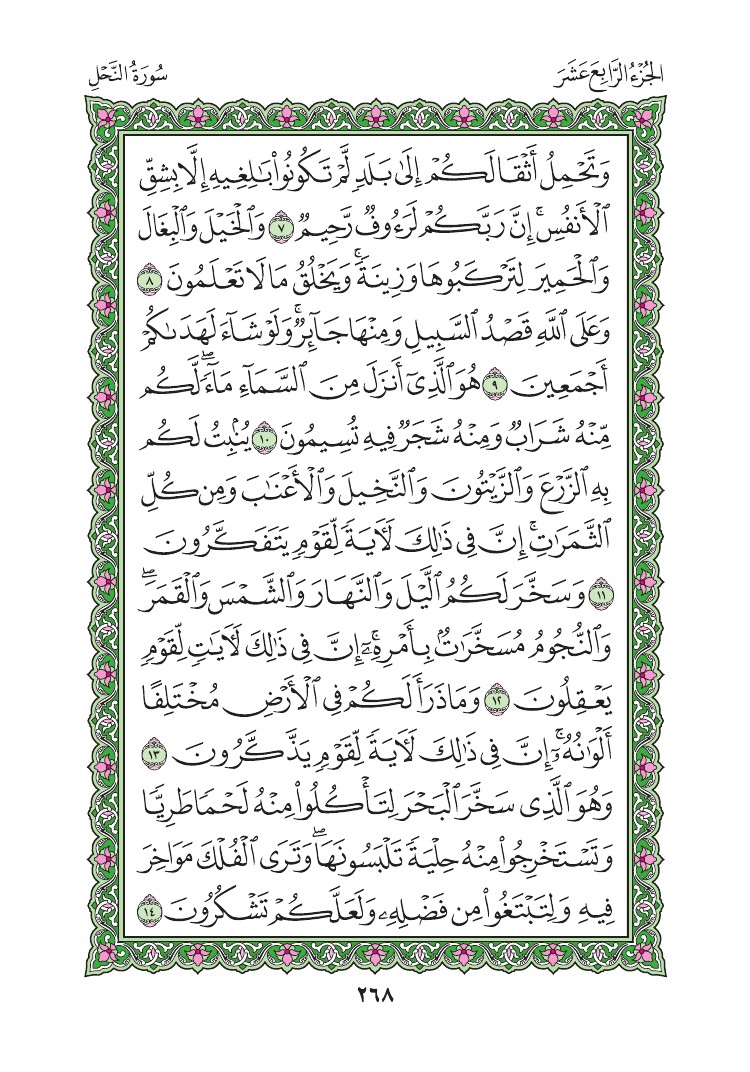 الجزء الرابع عشر
سورة النحل
وَتَحْمِلُ أَثْقَالَكُمْ إِلَىٰ بَلَدٍ لَّمْ تَكُونُوا۟ بَٰلِغِيهِ إِلَّا بِشِقِّ
ٱلْأَنفُسِ ۚ إِنَّ رَبَّكُمْ لَرَءُوفٌ رَّحِيمٌ ٧ وَٱلْخَيْلَ وَٱلْبِغَالَ
وَٱلْحَمِيرَ لِتَرْكَبُوهَا وَزِينَةً ۚ وَيَخْلُقُ مَا لَا تَعْلَمُونَ ٨
وَعَلَى ٱللَّهِ قَصْدُ ٱلسَّبِيلِ وَمِنْهَا جَآئِرٌ ۚ وَلَوْ شَآءَ لَهَدَىٰكُمْ
أَجْمَعِينَ ٩ هُوَ ٱلَّذِىٓ أَنزَلَ مِنَ ٱلسَّمَآءِ مَآءً ۖ لَّكُم
مِّنْهُ شَرَابٌ وَمِنْهُ شَجَرٌ فِيهِ تُسِيمُونَ ١٠ يُنۢبِتُ لَكُم
بِهِ ٱلزَّرْعَ وَٱلزَّيْتُونَ وَٱلنَّخِيلَ وَٱلْأَعْنَٰبَ وَمِن كُلِّ
ٱلثَّمَرَٰتِ ۗ إِنَّ فِى ذَٰلِكَ لَءَايَةً لِّقَوْمٍ يَتَفَكَّرُونَ
١١ وَسَخَّرَ لَكُمُ ٱلَّيْلَ وَٱلنَّهَارَ وَٱلشَّمْسَ وَٱلْقَمَرَ ۖ
وَٱلنُّجُومُ مُسَخَّرَٰتٌۢ بِأَمْرِهِۦٓ ۗ إِنَّ فِى ذَٰلِكَ لَءَايَٰتٍ لِّقَوْمٍ
يَعْقِلُونَ ١٢ وَمَا ذَرَأَ لَكُمْ فِى ٱلْأَرْضِ مُخْتَلِفًا
أَلْوَٰنُهُۥٓ ۗ إِنَّ فِى ذَٰلِكَ لَءَايَةً لِّقَوْمٍ يَذَّكَّرُونَ ١٣
وَهُوَ ٱلَّذِى سَخَّرَ ٱلْبَحْرَ لِتَأْكُلُوا۟ مِنْهُ لَحْمًا طَرِيًّا
وَتَسْتَخْرِجُوا۟ مِنْهُ حِلْيَةً تَلْبَسُونَهَا ۖ وَتَرَى ٱلْفُلْكَ مَوَاخِرَ
فِيهِ وَلِتَبْتَغُوا۟ مِن فَضْلِهِۦ وَلَعَلَّكُمْ تَشْكُرُونَ ١٤
٢٦٨